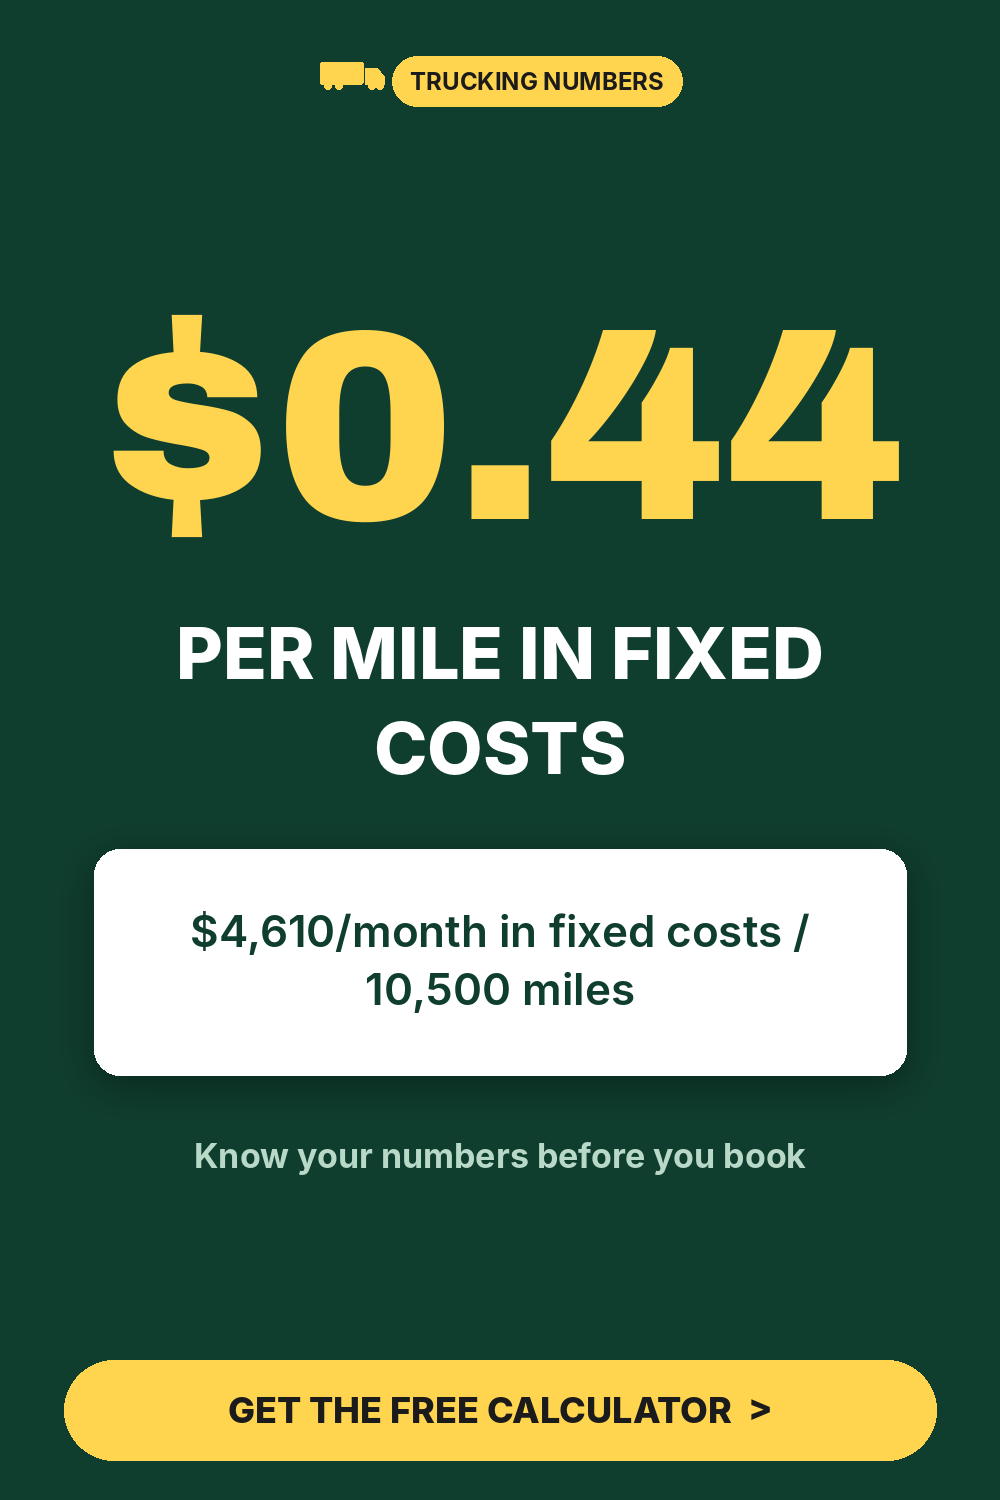 TRUCKING NUMBERS
$0.44
PER MILE IN FIXED
COSTS
$4,610/month in fixed costs /
10,500 miles
Know your numbers before you book
GET THE FREE CALCULATOR >